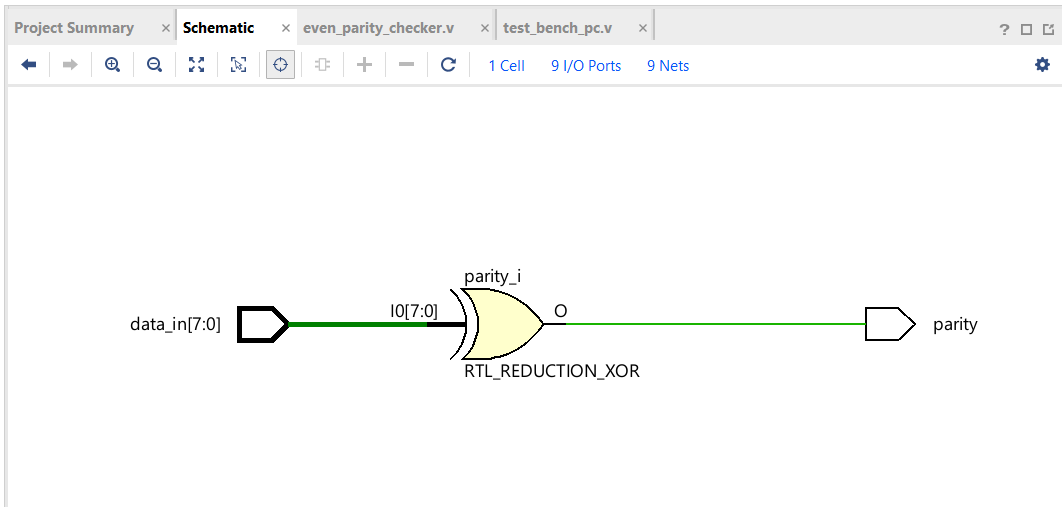 Project Summary × Schematic × even_parity_checker.v × test_bench_pc.v × ?
1 Cell 9 I/O Ports 9 Nets
parity_i
data_in[7:0] I0[7:0] O parity
RTL_REDUCTION_XOR